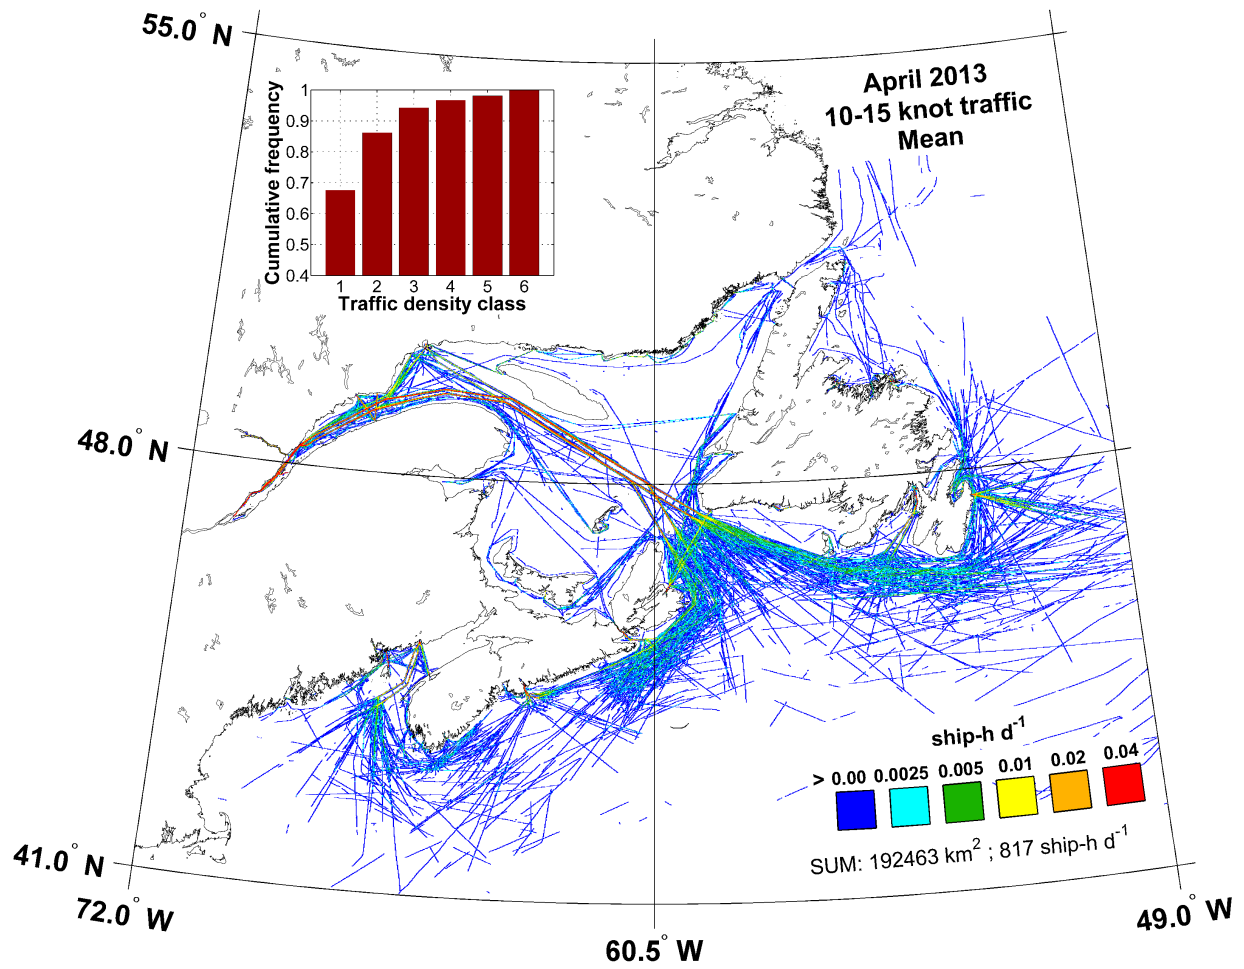 55.0° N
April 2013
10-15 knot traffic
Mean
Cumulative frequency
1
0.9
0.8
0.7
0.6
0.5
0.4
1 2 3 4 5 6
Traffic density class
48.0° N
ship-h d⁻¹
> 0.00 0.0025 0.005 0.01 0.02 0.04
SUM: 192463 km² ; 817 ship-h d⁻¹
41.0° N
72.0° W
60.5° W
49.0° W